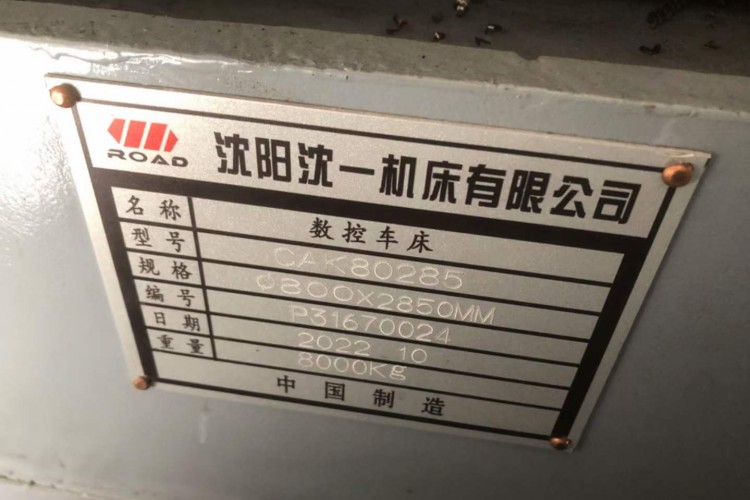 ROAD
沈阳沈一机床有限公司
名称 数控车床
型号 CAK80285
规格 Φ800X2850MM
编号 P31670024
日期 2022 10
重量 8000Kg
中国制造